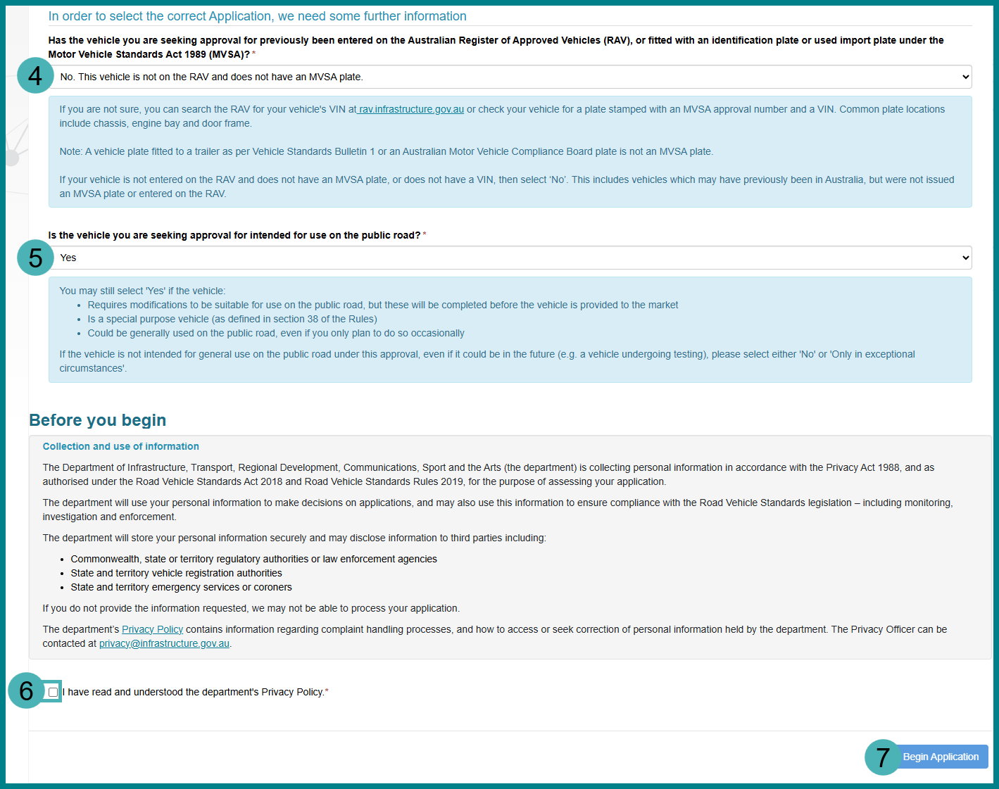 In order to select the correct Application, we need some further information
Has the vehicle you are seeking approval for previously been entered on the Australian Register of Approved Vehicles (RAV), or fitted with an identification plate or used import plate under the
Motor Vehicle Standards Act 1989 (MVSA)?*
4
No. This vehicle is not on the RAV and does not have an MVSA plate.
If you are not sure, you can search the RAV for your vehicle's VIN at rav.infrastructure.gov.au or check your vehicle for a plate stamped with an MVSA approval number and a VIN. Common plate locations
include chassis, engine bay and door frame.
Note: A vehicle plate fitted to a trailer as per Vehicle Standards Bulletin 1 or an Australian Motor Vehicle Compliance Board plate is not an MVSA plate.
If your vehicle is not entered on the RAV and does not have an MVSA plate, or does not have a VIN, then select ‘No’. This includes vehicles which may have previously been in Australia, but were not issued
an MVSA plate or entered on the RAV.
Is the vehicle you are seeking approval for intended for use on the public road?*
5
Yes
You may still select 'Yes' if the vehicle:
• Requires modifications to be suitable for use on the public road, but these will be completed before the vehicle is provided to the market
• Is a special purpose vehicle (as defined in section 38 of the Rules)
• Could be generally used on the public road, even if you only plan to do so occasionally
If the vehicle is not intended for general use on the public road under this approval, even if it could be in the future (e.g. a vehicle undergoing testing), please select either 'No' or 'Only in exceptional
circumstances'.
Before you begin
Collection and use of information
The Department of Infrastructure, Transport, Regional Development, Communications, Sport and the Arts (the department) is collecting personal information in accordance with the Privacy Act 1988, and as
authorised under the Road Vehicle Standards Act 2018 and Road Vehicle Standards Rules 2019, for the purpose of assessing your application.
The department will use your personal information to make decisions on applications, and may also use this information to ensure compliance with the Road Vehicle Standards legislation – including monitoring,
investigation and enforcement.
The department will store your personal information securely and may disclose information to third parties including:
• Commonwealth, state or territory regulatory authorities or law enforcement agencies
• State and territory vehicle registration authorities
• State and territory emergency services or coroners
If you do not provide the information requested, we may not be able to process your application.
The department’s Privacy Policy contains information regarding complaint handling processes, and how to access or seek correction of personal information held by the department. The Privacy Officer can be
contacted at privacy@infrastructure.gov.au.
6
I have read and understood the department's Privacy Policy.*
7
Begin Application